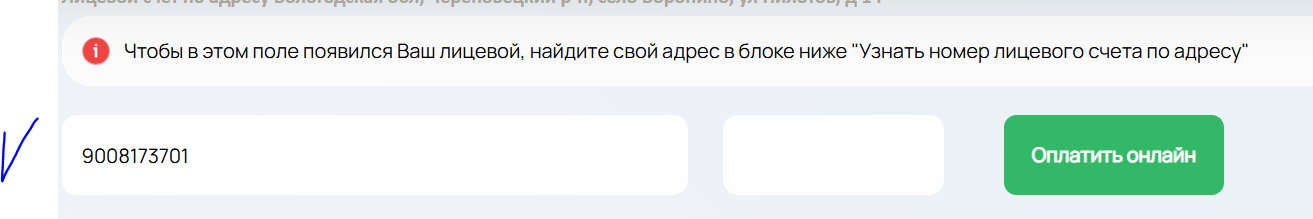 Чтобы в этом поле появился Ваш лицевой, найдите свой адрес в блоке ниже "Узнать номер лицевого счета по адресу"
9008173701
Оплатить онлайн